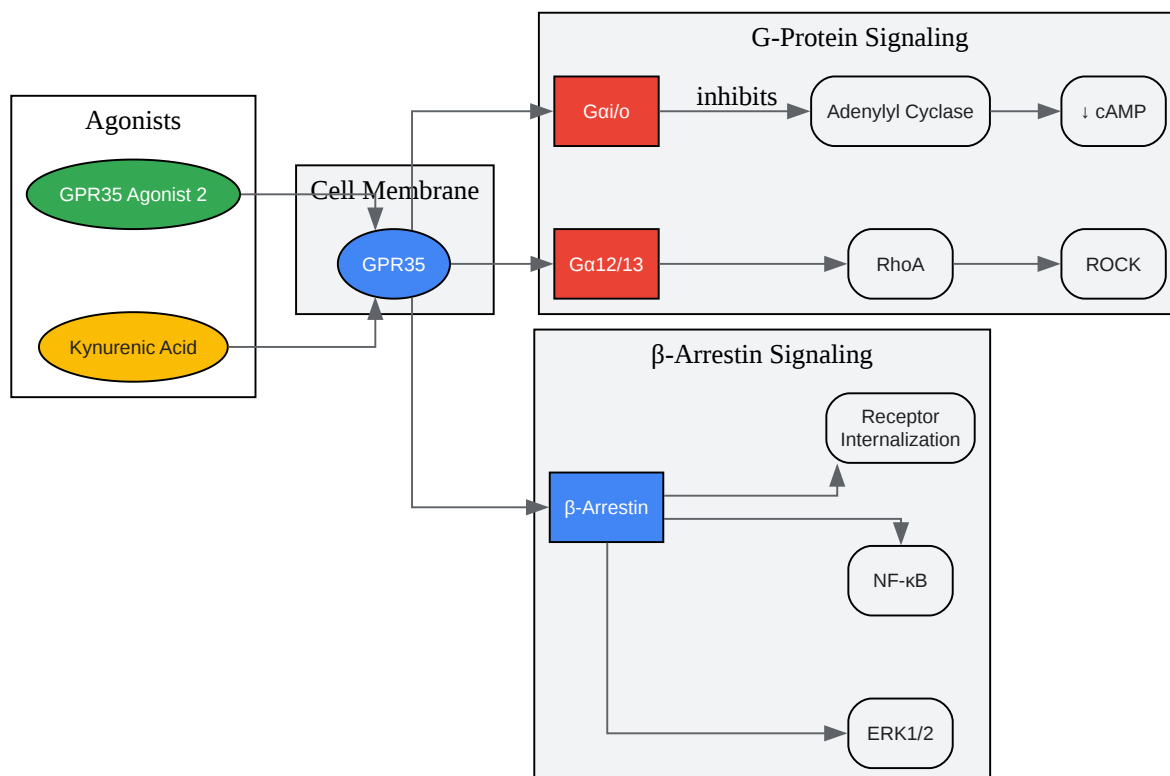 Agonists
GPR35 Agonist 2
Kynurenic Acid
Cell Membrane
GPR35
G-Protein Signaling
Gαi/o
inhibits
Adenylyl Cyclase
↓ cAMP
Gα12/13
RhoA
ROCK
β-Arrestin Signaling
Receptor
Internalization
β-Arrestin
NF-κB
ERK1/2